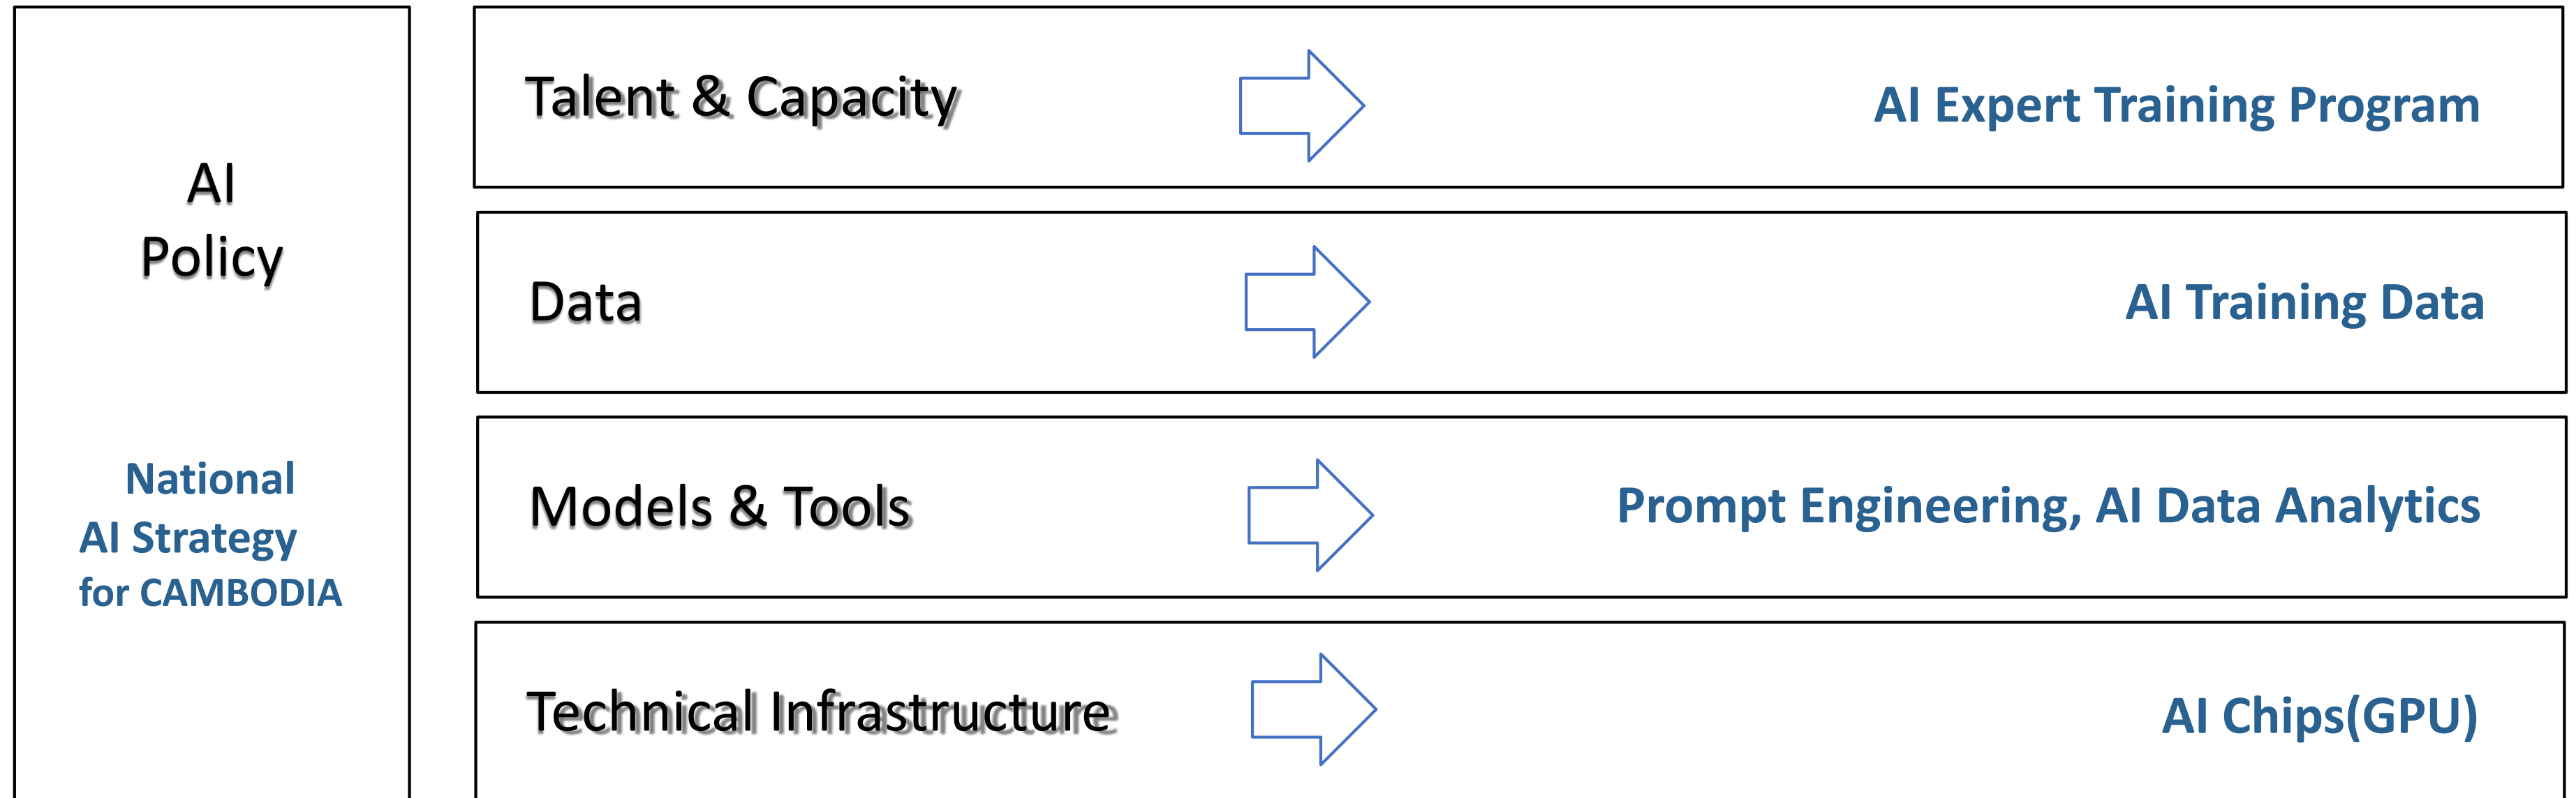 AI
Policy
National
AI Strategy
for CAMBODIA
Talent & Capacity
AI Expert Training Program
Data
AI Training Data
Models & Tools
Prompt Engineering, AI Data Analytics
Technical Infrastructure
AI Chips(GPU)